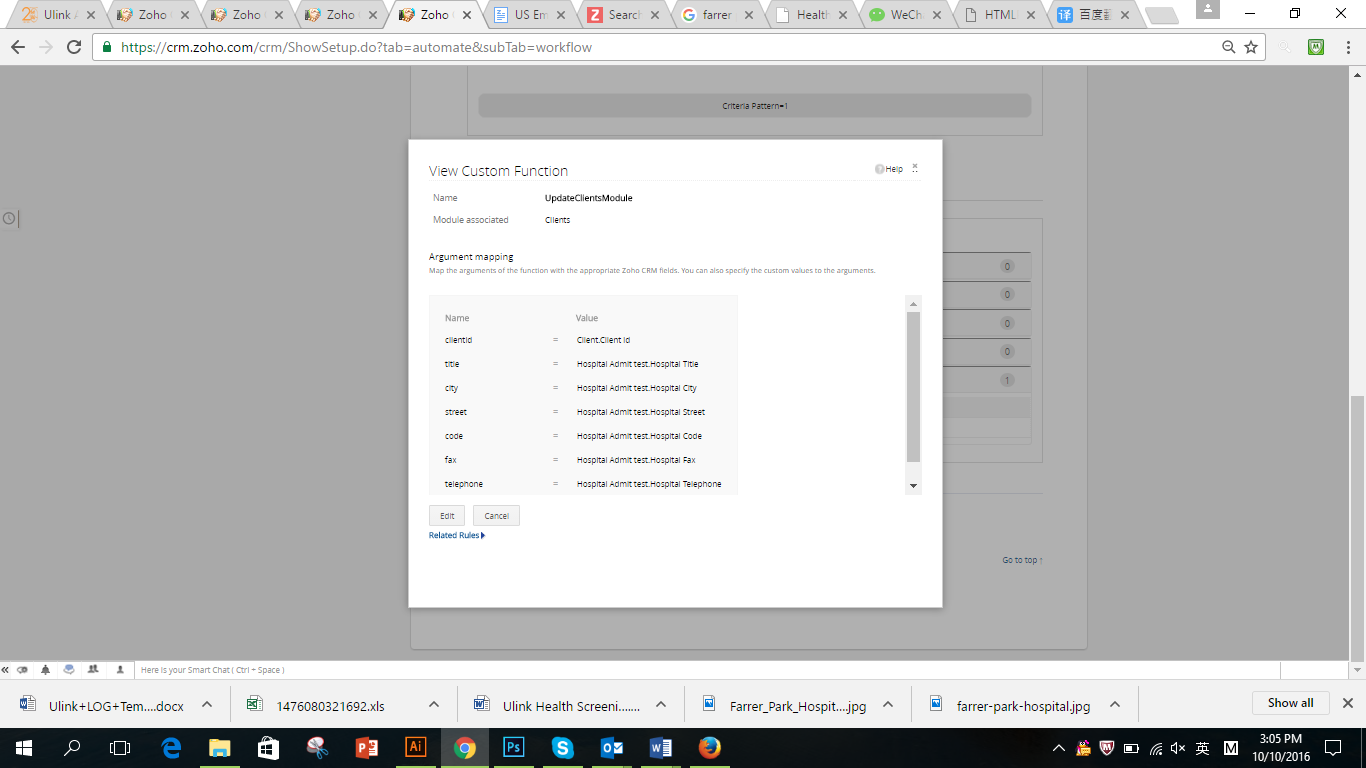 Ulink A
Zoho
Zoho
Zoho
Zoho
US Em
Search
farrer
Health
WeCh
HTML
百度
https://crm.zoho.com/crm/ShowSetup.do?tab=automate&subTab=workflow
Criteria Pattern=1
View Custom Function
Help
Name UpdateClientsModule
Module associated Clients
Argument mapping
Map the arguments of the function with the appropriate Zoho CRM fields. You can also specify the custom values to the arguments.
Name Value
clientId = Client.Client Id
title = Hospital Admit test.Hospital Title
city = Hospital Admit test.Hospital City
street = Hospital Admit test.Hospital Street
code = Hospital Admit test.Hospital Code
fax = Hospital Admit test.Hospital Fax
telephone = Hospital Admit test.Hospital Telephone
0
0
0
0
1
Edit Cancel
Related Rules
Go to top
Here is your Smart Chat ( Ctrl + Space )
Ulink+LOG+Tem....docx
1476080321692.xls
Ulink Health Screeni.......
Farrer_Park_Hospit....jpg
farrer-park-hospital.jpg
Show all
英
M
3:05 PM
10/10/2016